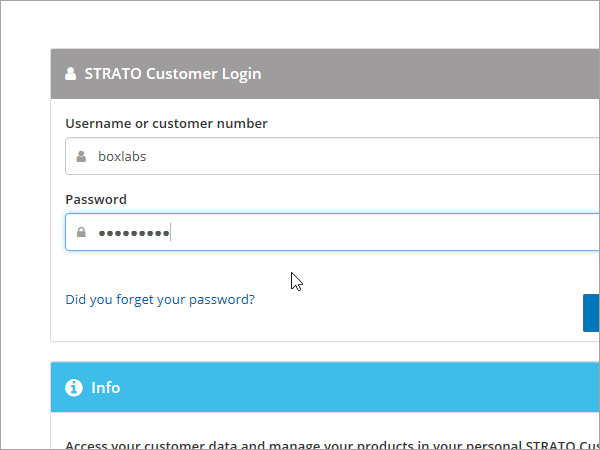 STRATO Customer Login
Username or customer number
boxlabs
Password
•••••••••
Did you forget your password?
Info
Access your customer data and manage your products in your personal STRATO Cus